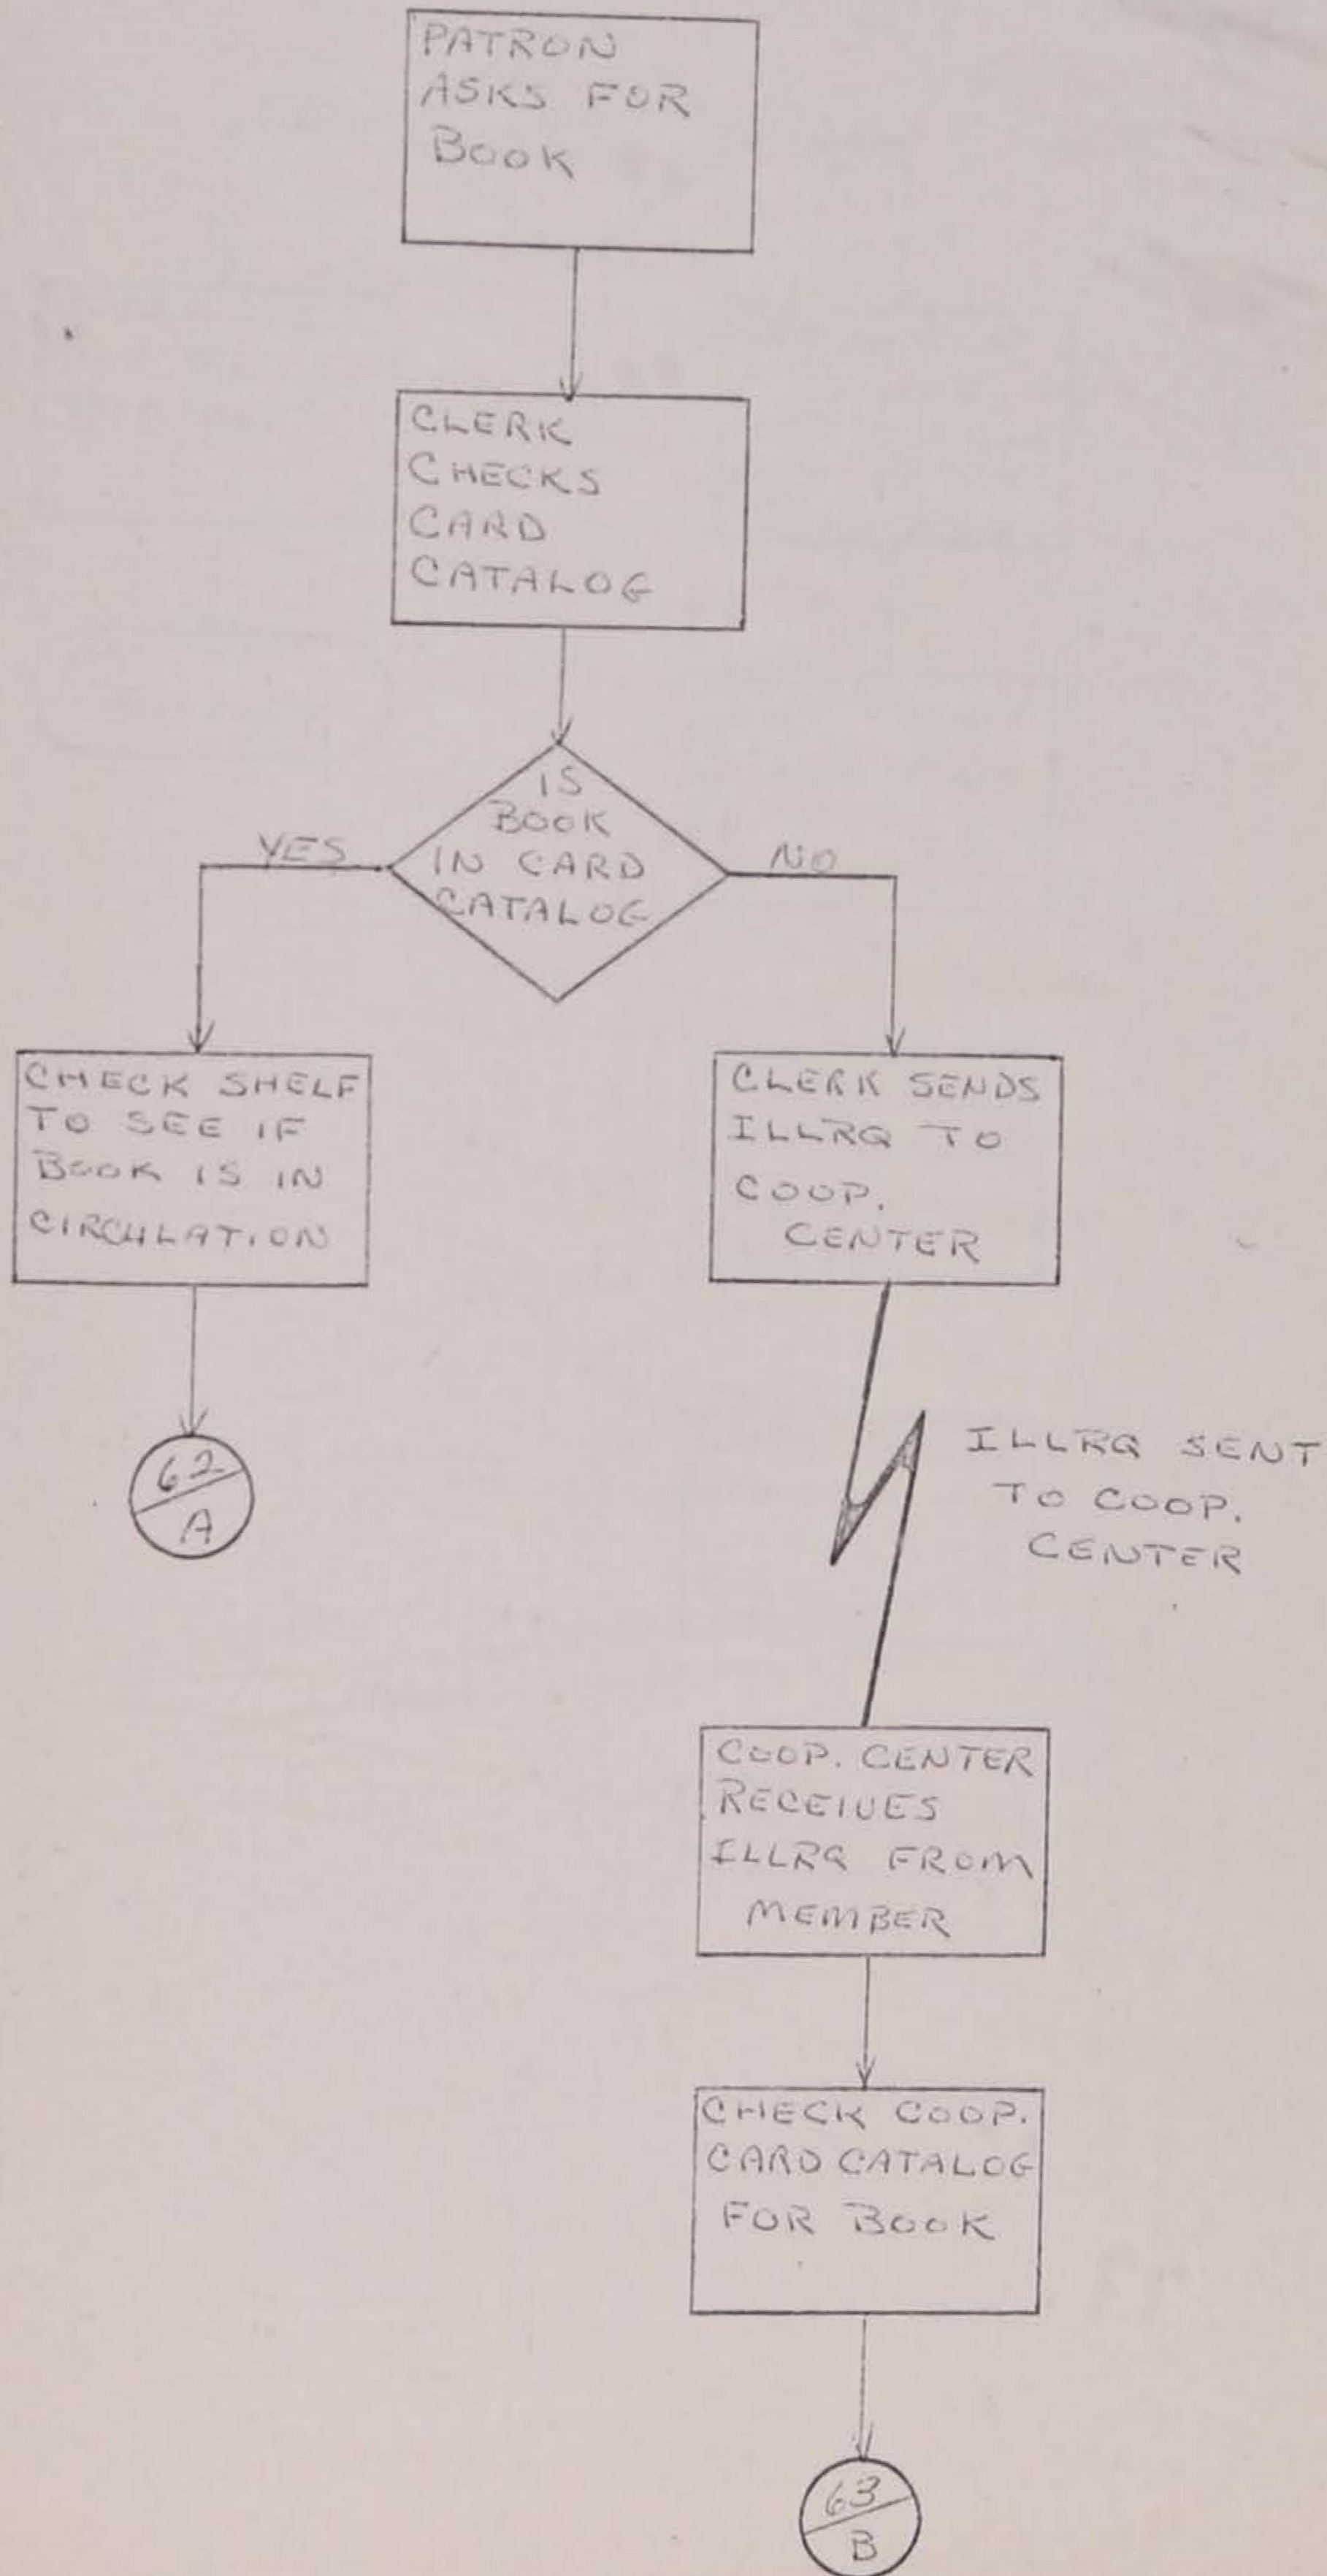 PATRON
ASKS FOR
BOOK
CLERK
CHECKS
CARD
CATALOG
IS
BOOK
IN CARD
CATALOG
YES
NO
CHECK SHELF
TO SEE IF
BOOK IS IN
CIRCULATION
62
A
CLERK SENDS
ILLRQ TO
COOP.
CENTER
ILLRQ SENT
TO COOP.
CENTER
COOP. CENTER
RECEIVES
ILLRQ FROM
MEMBER
CHECK COOP.
CARD CATALOG
FOR BOOK
63
B